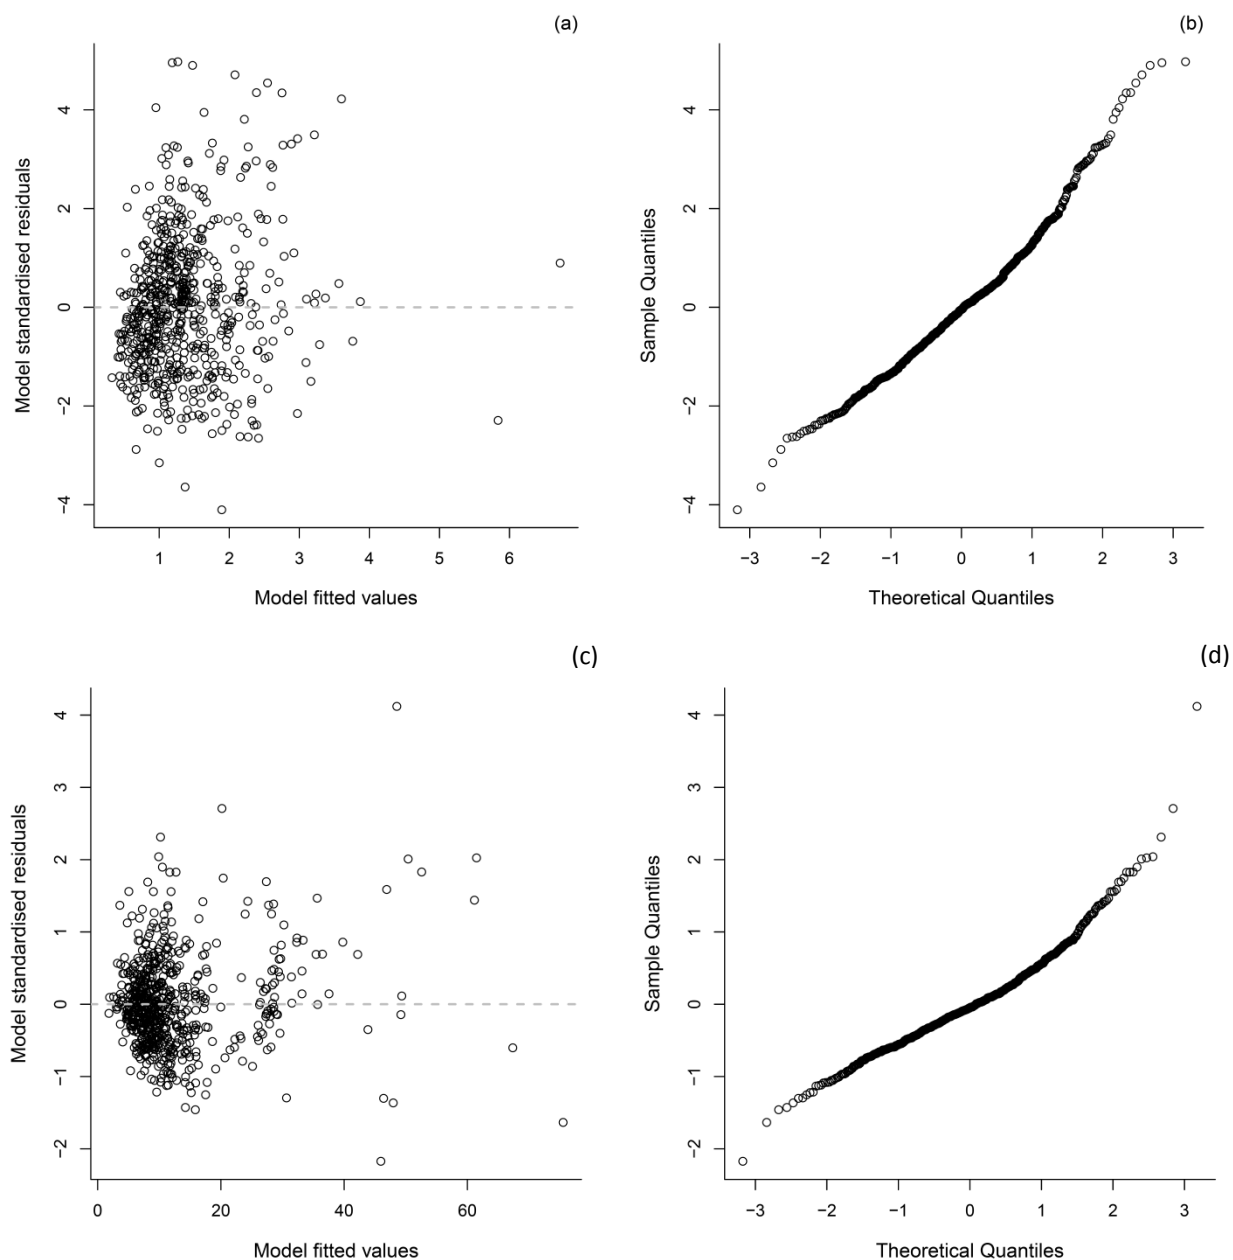 (a)
Model standardised residuals
4
2
0
−2
−4
1 2 3 4 5 6
Model fitted values
(b)
Sample Quantiles
4
2
0
−2
−4
−3 −2 −1 0 1 2 3
Theoretical Quantiles
(c)
Model standardised residuals
4
3
2
1
0
−1
−2
0 20 40 60
Model fitted values
(d)
Sample Quantiles
4
3
2
1
0
−1
−2
−3 −2 −1 0 1 2 3
Theoretical Quantiles